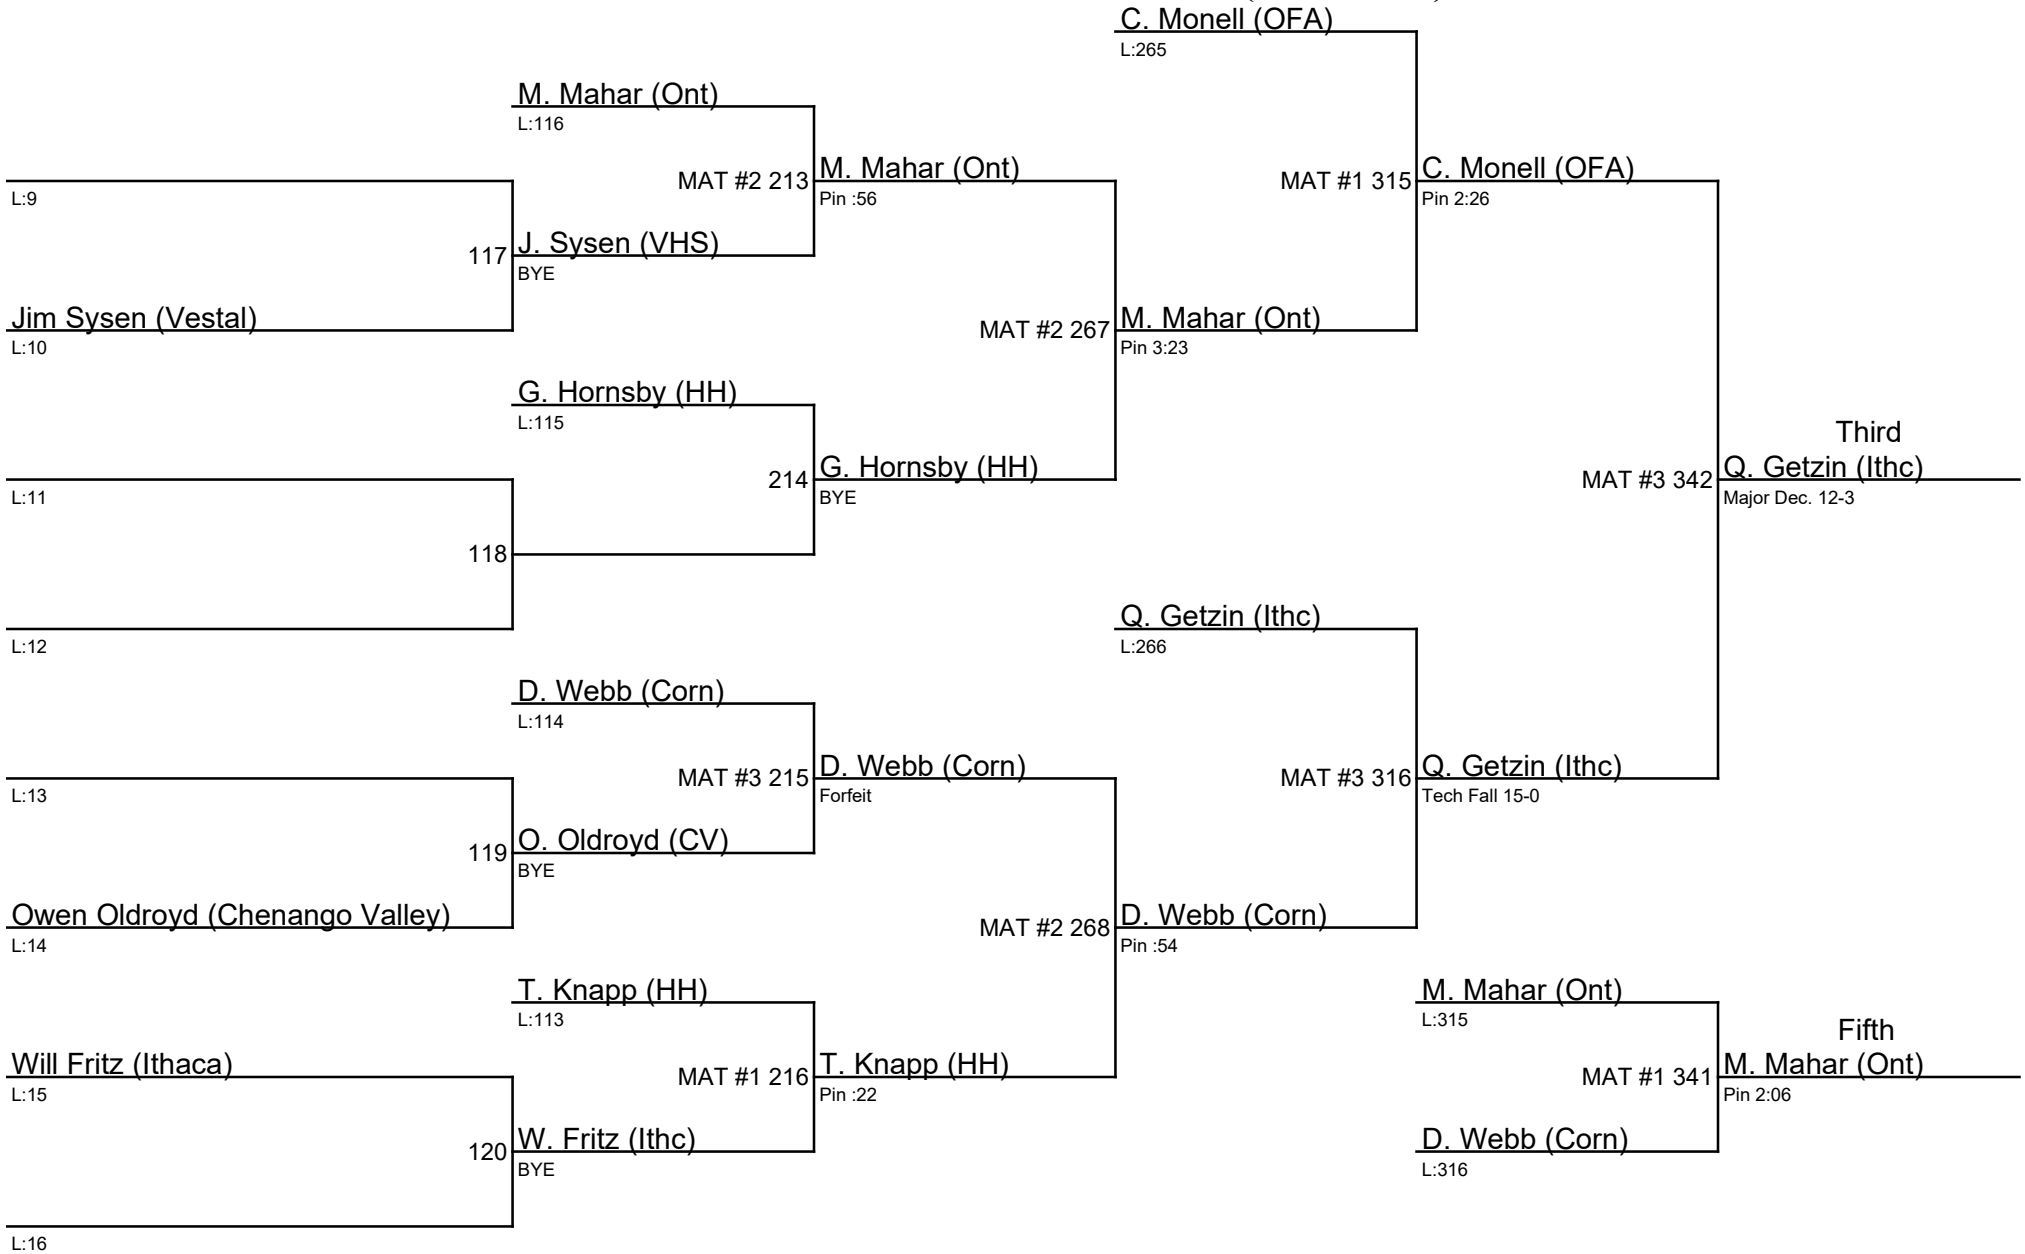 C. Monell (OFA)
L:265
M. Mahar (Ont)
L:116
MAT #2 213
M. Mahar (Ont)
Pin :56
MAT #1 315
C. Monell (OFA)
Pin 2:26
L:9
117
J. Sysen (VHS)
BYE
Jim Sysen (Vestal)
L:10
MAT #2 267
M. Mahar (Ont)
Pin 3:23
G. Hornsby (HH)
L:115
Third
214
G. Hornsby (HH)
BYE
MAT #3 342
Q. Getzin (Ithc)
Major Dec. 12-3
L:11
118
L:12
Q. Getzin (Ithc)
L:266
D. Webb (Corn)
L:114
MAT #3 215
D. Webb (Corn)
Forfeit
MAT #3 316
Q. Getzin (Ithc)
Tech Fall 15-0
L:13
119
O. Oldroyd (CV)
BYE
Owen Oldroyd (Chenango Valley)
L:14
MAT #2 268
D. Webb (Corn)
Pin :54
T. Knapp (HH)
L:113
M. Mahar (Ont)
L:315
Fifth
Will Fritz (Ithaca)
L:15
MAT #1 216
T. Knapp (HH)
Pin :22
MAT #1 341
M. Mahar (Ont)
Pin 2:06
120
W. Fritz (Ithc)
BYE
D. Webb (Corn)
L:316
L:16